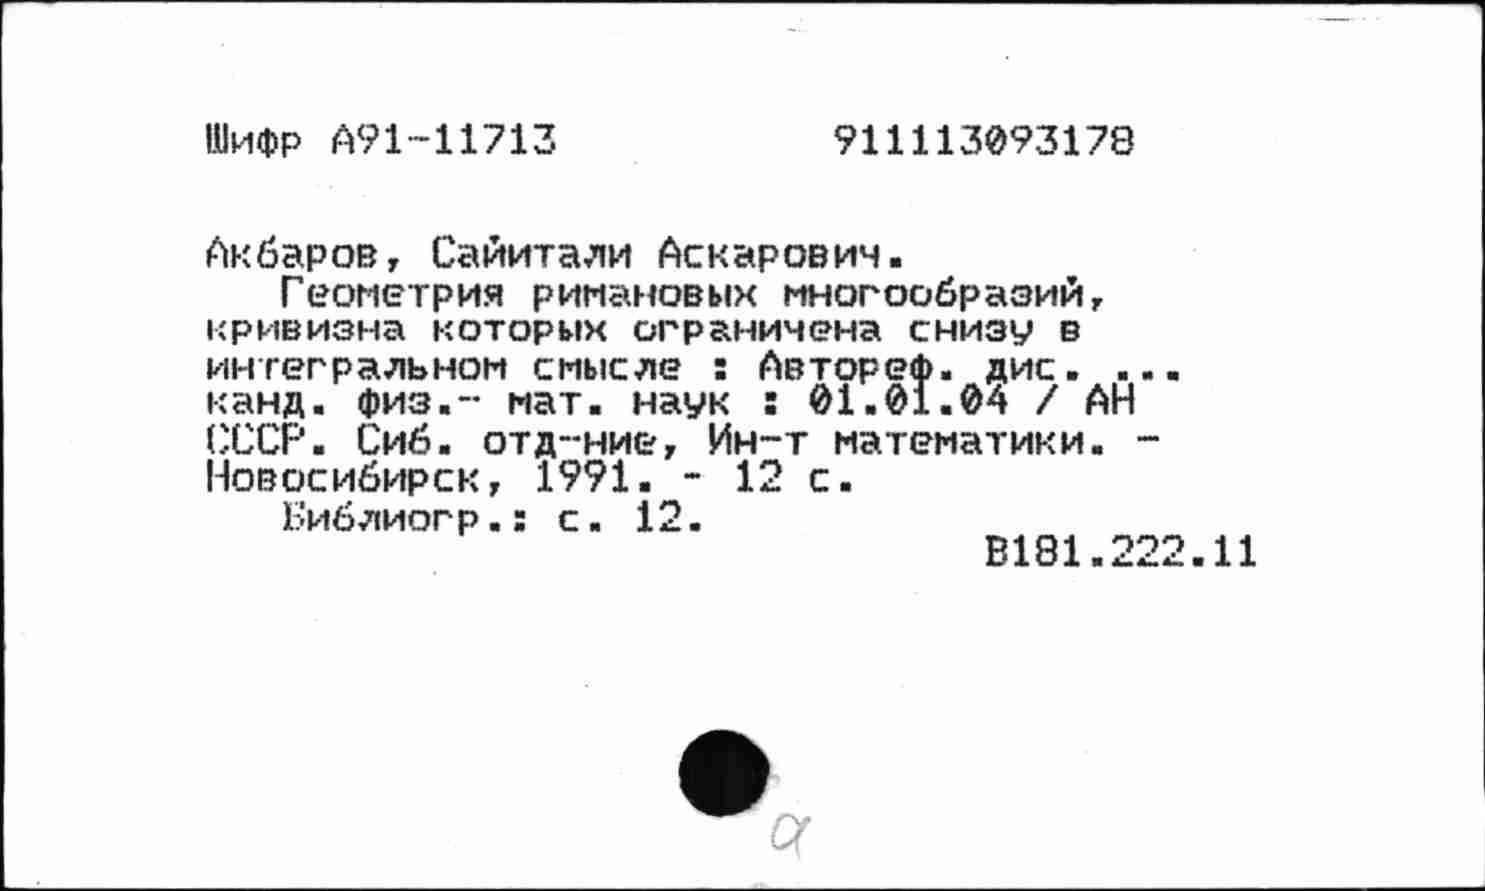 Шифр А91-11713 911113093178
Акбаров, Сайитали Аскарович.
Геометрия римановых многообразий,
кривизна которых ограничена снизу в
интегральном смысле : Автореф. дис. ...
канд. физ.- мат. наук : 01.01.04 / АН
СССР. Сиб. отд-ние, Ин-т математики. -
Новосибирск, 1991. - 12 с.
Библиогр.: с. 12.
В181.222.11
а